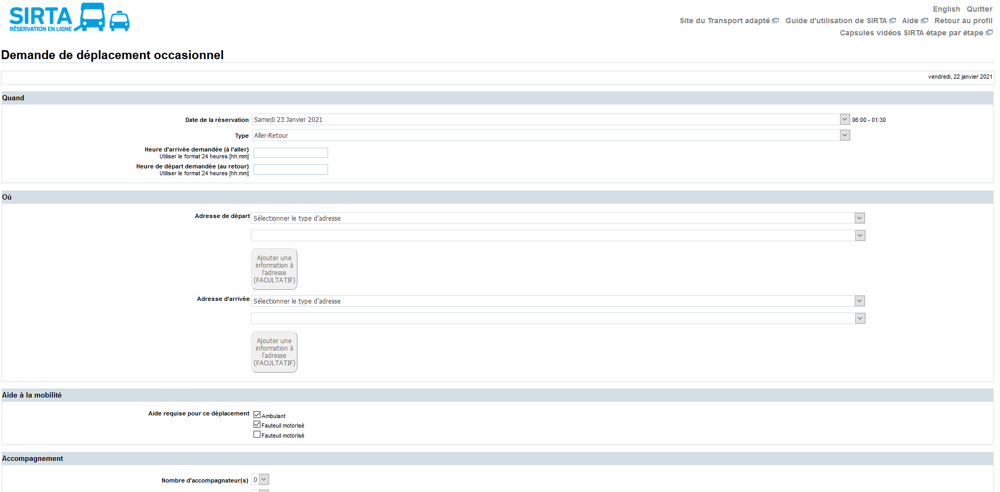 SIRTA
RÉSERVATION EN LIGNE
English Quitter
Site du Transport adapté Guide d'utilisation de SIRTA Aide Retour au profil
Capsules vidéos SIRTA étape par étape
Demande de déplacement occasionnel
vendredi, 22 janvier 2021
Quand
Date de la réservation Samedi 23 Janvier 2021 06:00 - 01:30
Type Aller-Retour
Heure d'arrivée demandée (à l'aller)
Utiliser le format 24 heures [hh:mm]
Heure de départ demandée (au retour)
Utiliser le format 24 heures [hh:mm]
Où
Adresse de départ Sélectionner le type d'adresse
Ajouter une
information à
l'adresse
(FACULTATIF)
Adresse d'arrivée Sélectionner le type d'adresse
Ajouter une
information à
l'adresse
(FACULTATIF)
Aide à la mobilité
Aide requise pour ce déplacement Ambulant
Fauteuil motorisé
Fauteuil motorisé
Accompagnement
Nombre d'accompagnateur(s) 0